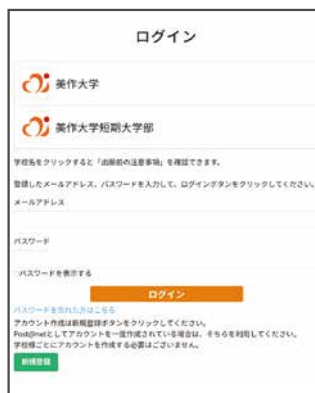 ログイン
美作大学
美作大学短期大学部
学校名をクリックすると「出願前の注意事項」を確認できます。
登録したメールアドレス、パスワードを入力して、ログインボタンをクリックしてください。
メールアドレス
パスワード
パスワードを表示する
ログイン
パスワードを忘れた方はこちら
アカウント作成は新規登録ボタンをクリックしてください。
Post@netとしてアカウントを一度作成されている場合は、そちらを利用してください。
学校様ごとにアカウントを作成する必要はございません。
新規登録